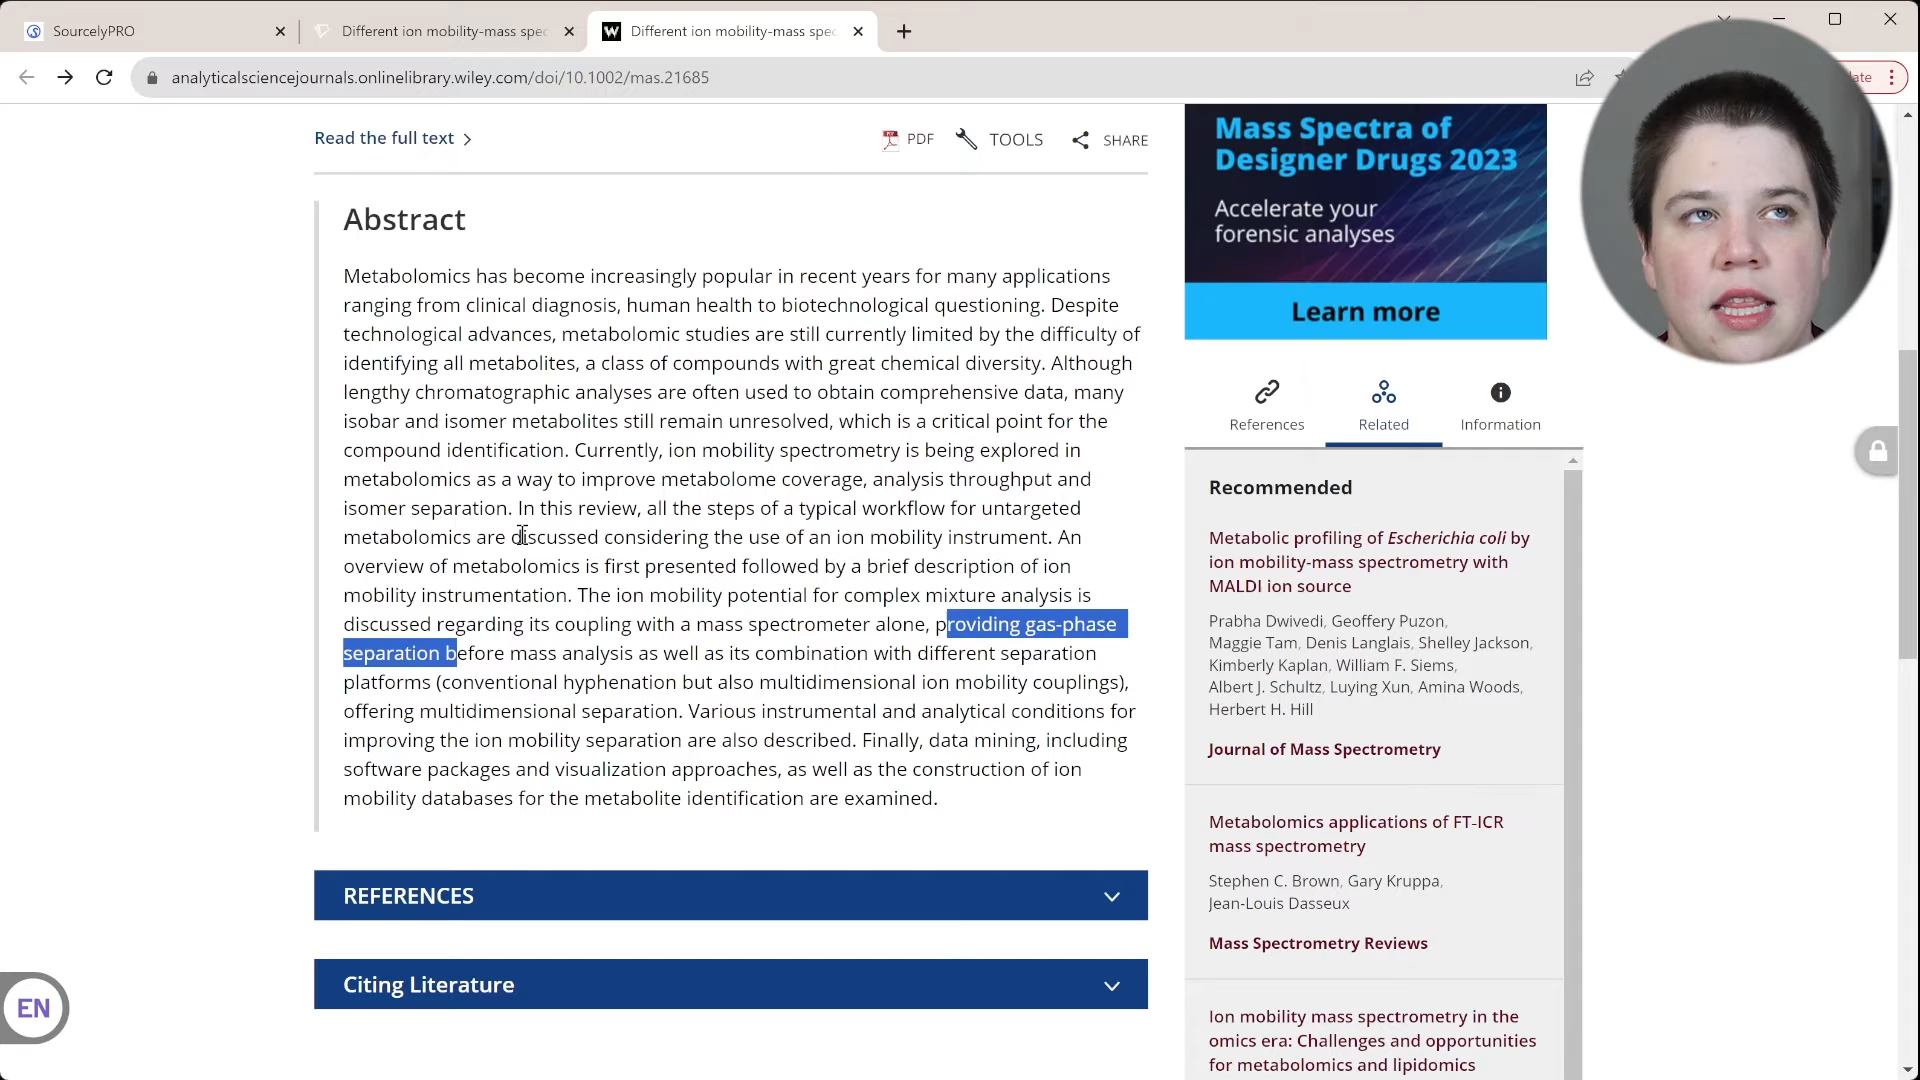 SourcelyPRO
Different ion mobility-mass spec
Different ion mobility-mass spec
analyticalsciencejournals.onlinelibrary.wiley.com/doi/10.1002/mas.21685
Read the full text
PDF
TOOLS
SHARE
Abstract
Metabolomics has become increasingly popular in recent years for many applications
ranging from clinical diagnosis, human health to biotechnological questioning. Despite
technological advances, metabolomic studies are still currently limited by the difficulty of
identifying all metabolites, a class of compounds with great chemical diversity. Although
lengthy chromatographic analyses are often used to obtain comprehensive data, many
isobar and isomer metabolites still remain unresolved, which is a critical point for the
compound identification. Currently, ion mobility spectrometry is being explored in
metabolomics as a way to improve metabolome coverage, analysis throughput and
isomer separation. In this review, all the steps of a typical workflow for untargeted
metabolomics are discussed considering the use of an ion mobility instrument. An
overview of metabolomics is first presented followed by a brief description of ion
mobility instrumentation. The ion mobility potential for complex mixture analysis is
discussed regarding its coupling with a mass spectrometer alone, providing gas-phase
separation before mass analysis as well as its combination with different separation
platforms (conventional hyphenation but also multidimensional ion mobility couplings),
offering multidimensional separation. Various instrumental and analytical conditions for
improving the ion mobility separation are also described. Finally, data mining, including
software packages and visualization approaches, as well as the construction of ion
mobility databases for the metabolite identification are examined.
REFERENCES
Citing Literature
EN
Mass Spectra of
Designer Drugs 2023
Accelerate your
forensic analyses
Learn more
References
Related
Information
Recommended
Metabolic profiling of Escherichia coli by
ion mobility-mass spectrometry with
MALDI ion source
Prabha Dwivedi, Geoffery Puzon,
Maggie Tam, Denis Langlais, Shelley Jackson,
Kimberly Kaplan, William F. Siems,
Albert J. Schultz, Luying Xun, Amina Woods,
Herbert H. Hill
Journal of Mass Spectrometry
Metabolomics applications of FT-ICR
mass spectrometry
Stephen C. Brown, Gary Kruppa,
Jean-Louis Dasseux
Mass Spectrometry Reviews
Ion mobility mass spectrometry in the
omics era: Challenges and opportunities
for metabolomics and lipidomics